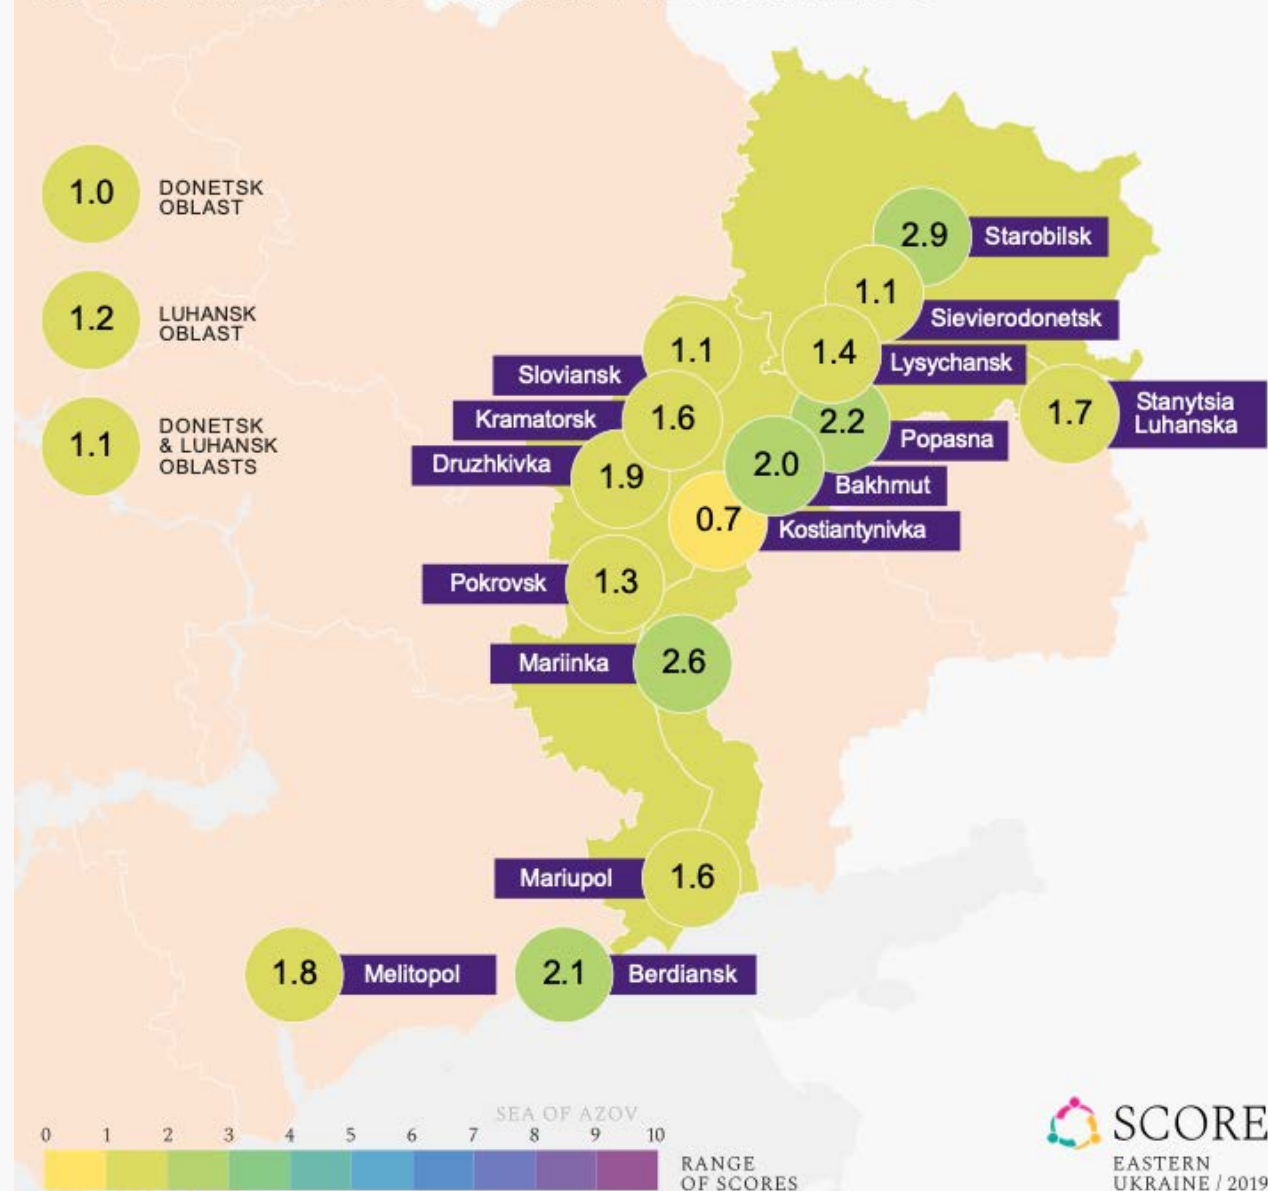 1.0 DONETSK
OBLAST
1.2 LUHANSK
OBLAST
1.1 DONETSK
& LUHANSK
OBLASTS
2.9 Starobilsk
1.1 Sievierodonetsk
1.4 Lysychansk
Sloviansk 1.1
Kramatorsk 1.6
Druzhkivka 1.9
2.2 Popasna
1.7 Stanytsia
Luhanska
2.0 Bakhmut
0.7 Kostiantynivka
Pokrovsk 1.3
Mariinka 2.6
Mariupol 1.6
1.8 Melitopol
2.1 Berdiansk
SEA OF AZOV
0 1 2 3 4 5 6 7 8 9 10
RANGE
OF SCORES
SCORE
EASTERN
UKRAINE / 2019